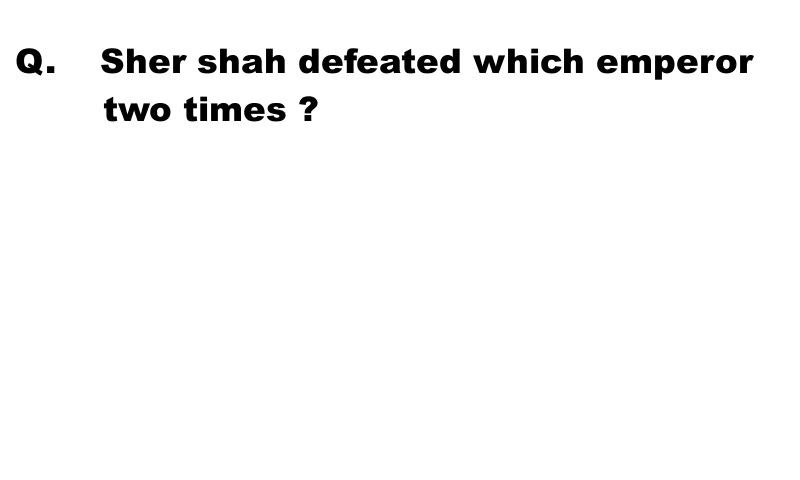 Q. Sher shah defeated which emperor
two times ?